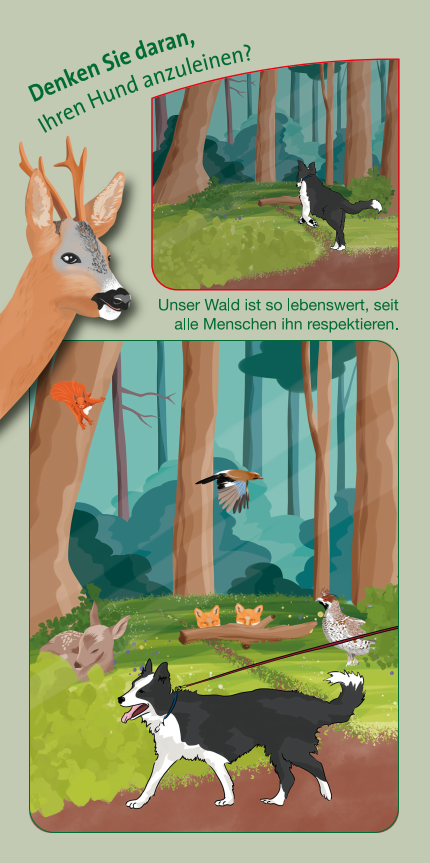 Denken Sie daran,
Ihren Hund anzuleinen?
Unser Wald ist so lebenswert, seit
alle Menschen ihn respektieren.